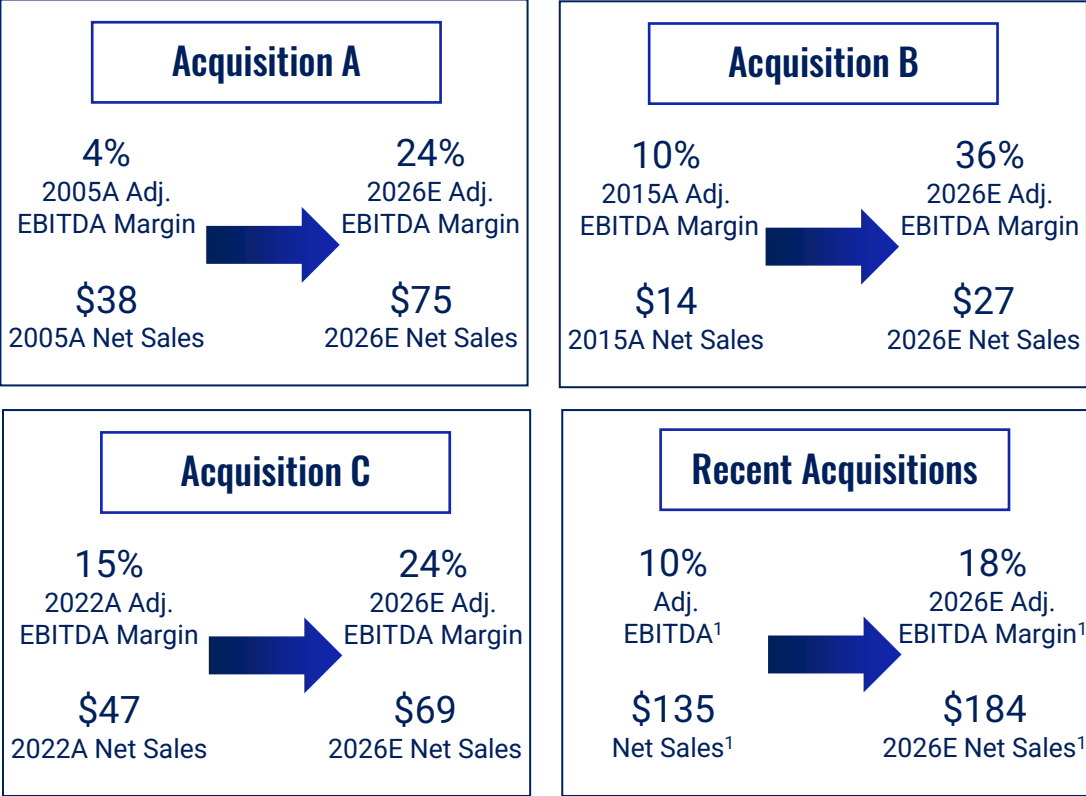 Acquisition A
4%
2005A Adj.
EBITDA Margin
24%
2026E Adj.
EBITDA Margin
$38
2005A Net Sales
$75
2026E Net Sales
Acquisition B
10%
2015A Adj.
EBITDA Margin
36%
2026E Adj.
EBITDA Margin
$14
2015A Net Sales
$27
2026E Net Sales
Acquisition C
15%
2022A Adj.
EBITDA Margin
24%
2026E Adj.
EBITDA Margin
$47
2022A Net Sales
$69
2026E Net Sales
Recent Acquisitions
10%
Adj.
EBITDA¹
18%
2026E Adj.
EBITDA Margin¹
$135
Net Sales¹
$184
2026E Net Sales¹